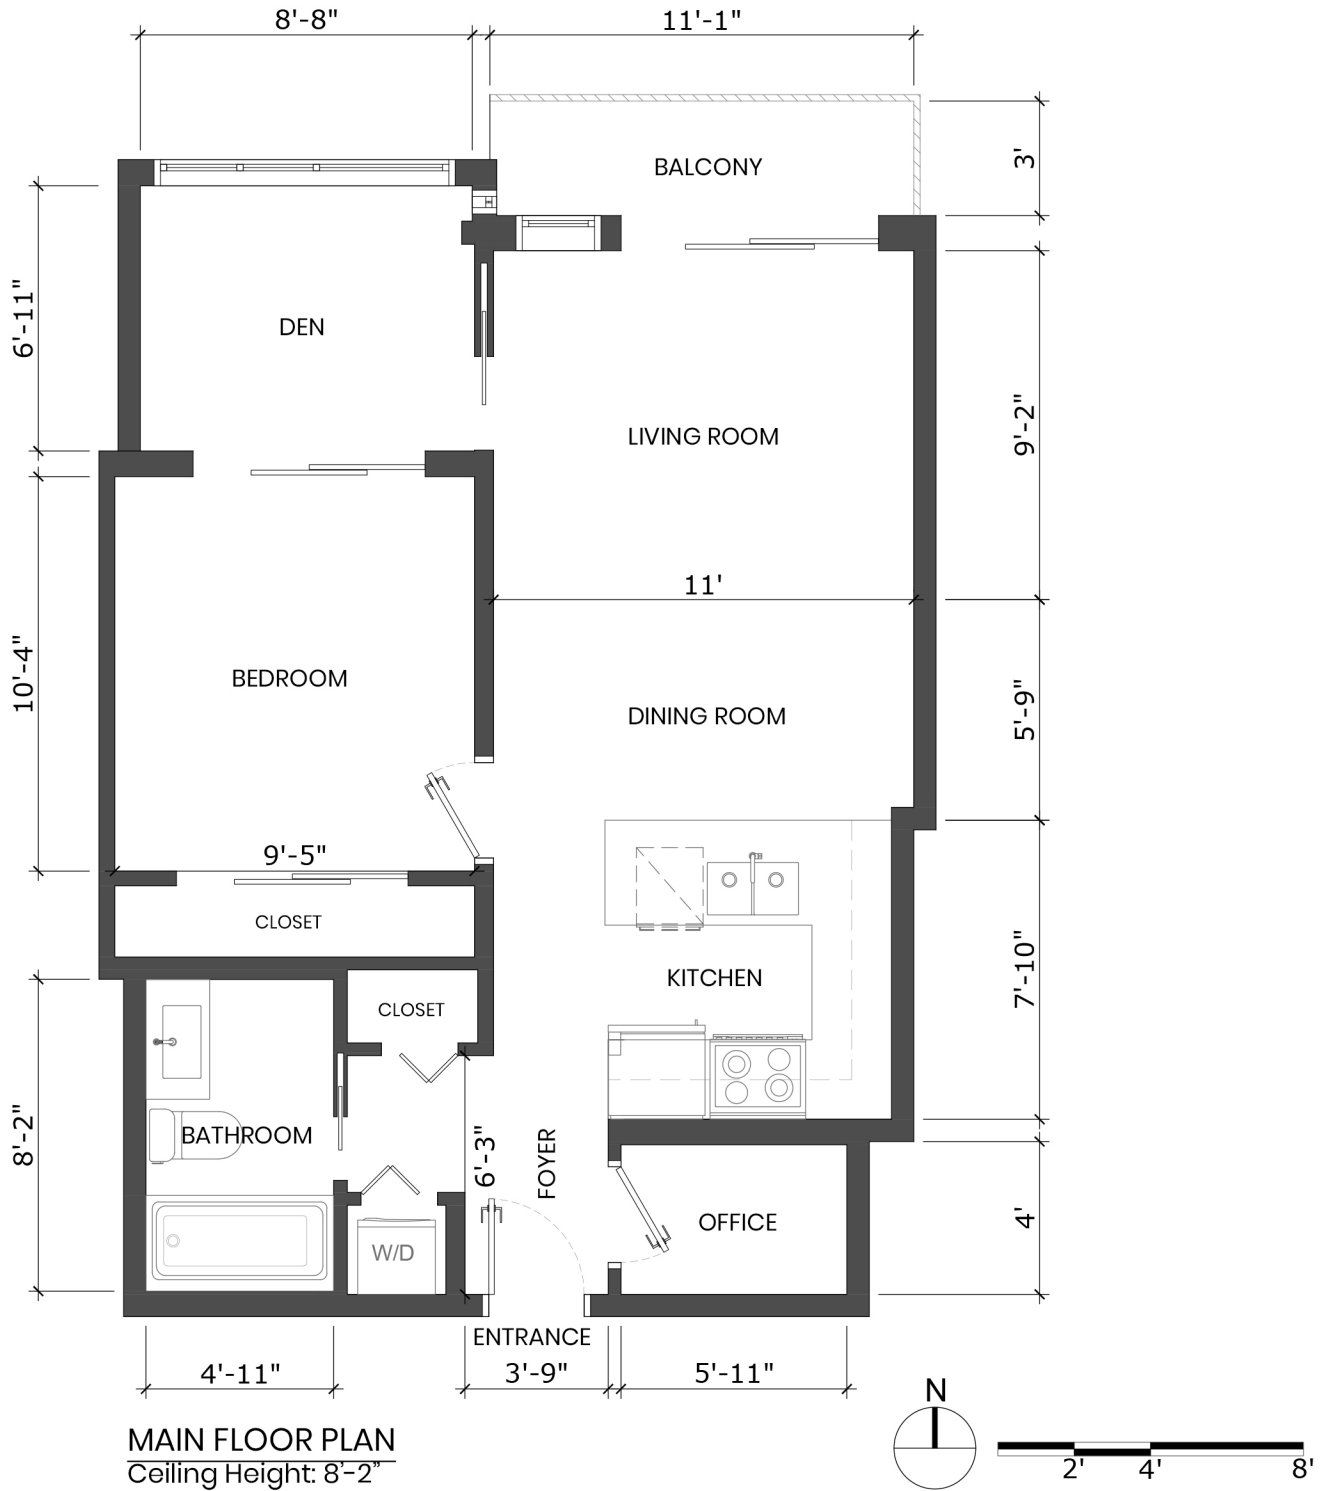 8'-8"
11'-1"
BALCONY
3'
6'-11"
DEN
9'-2"
LIVING ROOM
11'
10'-4"
BEDROOM
5'-9"
DINING ROOM
9'-5"
CLOSET
KITCHEN
7'-10"
CLOSET
8'-2"
BATHROOM
6'-3"
FOYER
OFFICE
4'
W/D
ENTRANCE
4'-11"
3'-9"
5'-11"
N
MAIN FLOOR PLAN
Ceiling Height: 8’-2”
2' 4' 8'